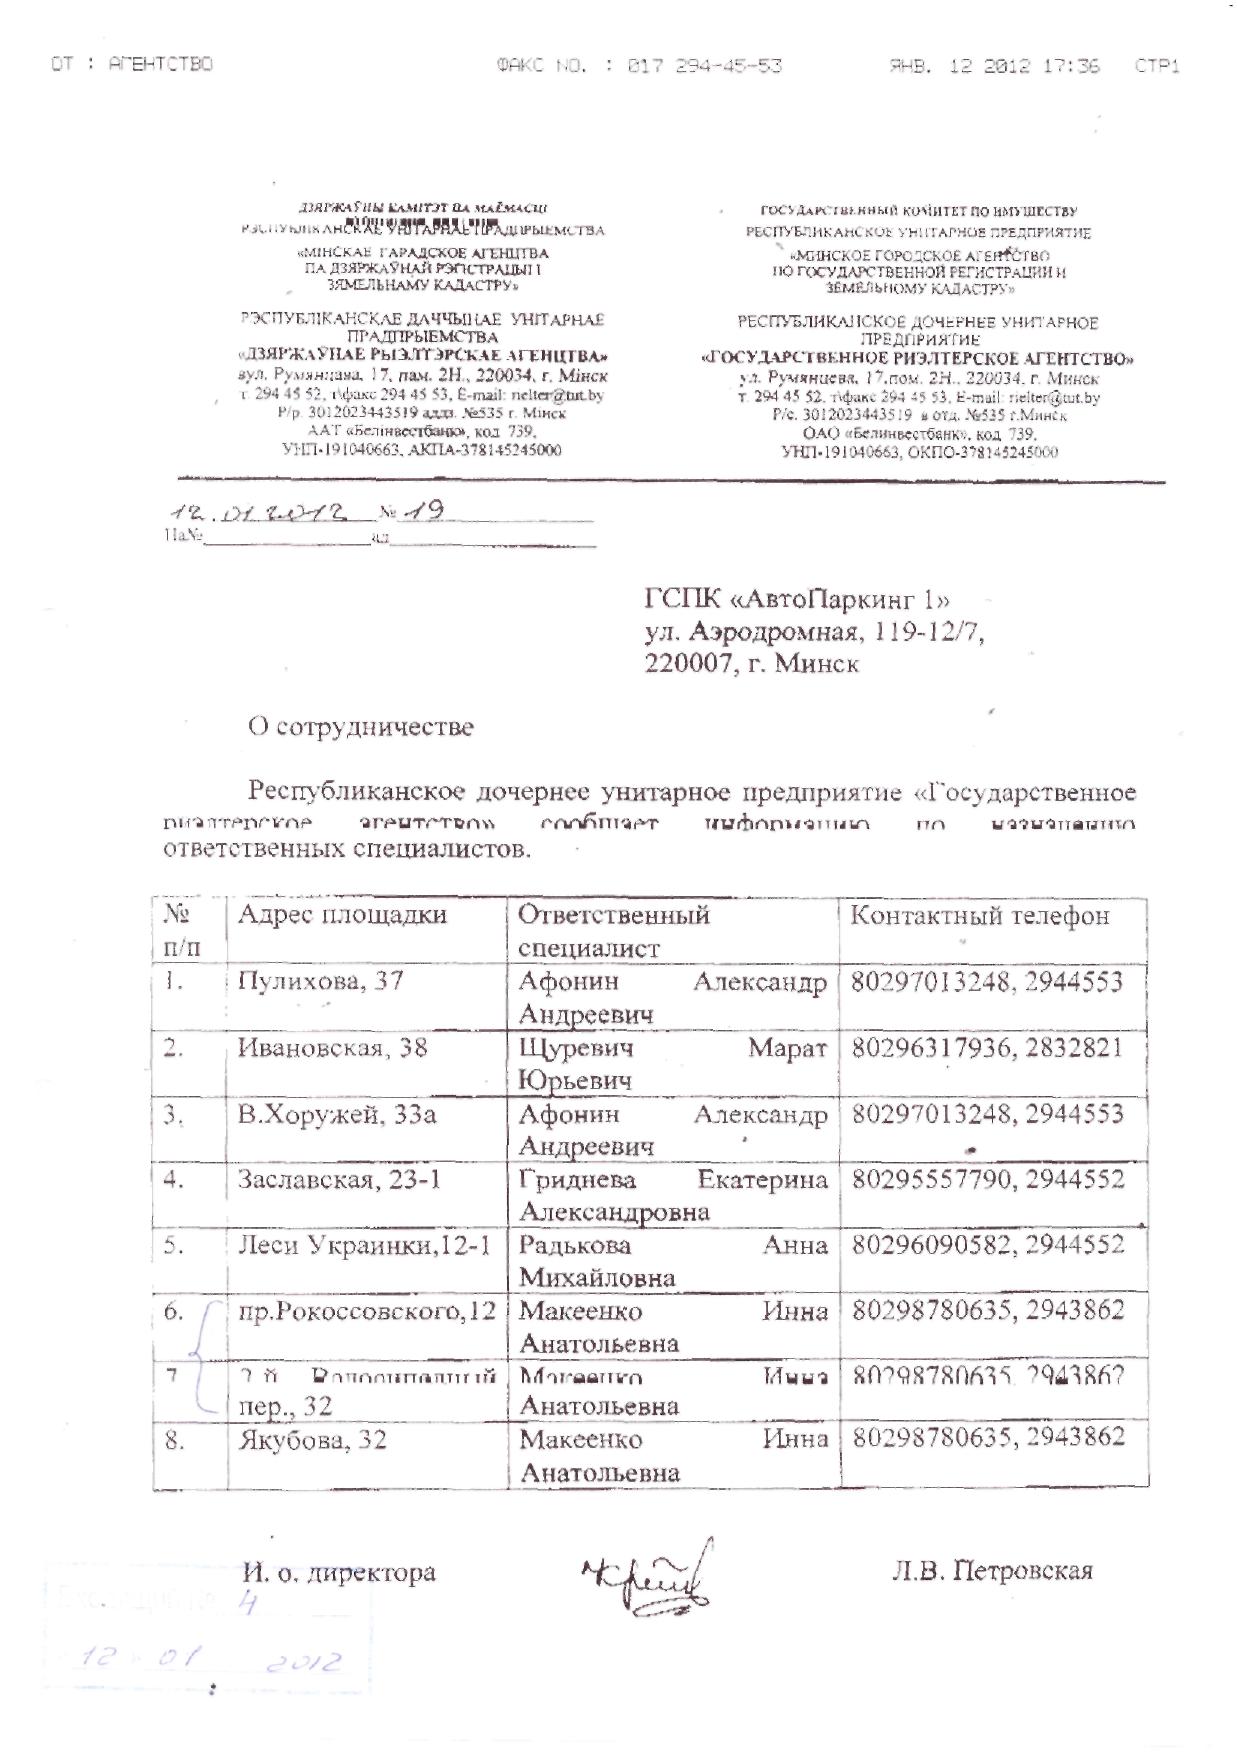 ОТ : АГЕНТСТВО ФАКС NO. : 017 294-45-53 ЯНВ. 12 2012 17:36 СТР1
ДЗЯРЖАЎНЫ КАМІТЭТ ПА МАЁМАСЦІ
РЭСПУБЛІКАНСКАЕ УНІТАРНАЕ ПРАДПРЫЕМСТВА
«МІНСКАЕ ГАРАДСКОЕ АГЕНЦТВА
ПА ДЗЯРЖАЎНАЙ РЭГІСТРАЦЫІ І
ЗЯМЕЛЬНАМУ КАДАСТРУ»
РЭСПУБЛІКАНСКАЕ ДАЧЧЫНАЕ УНІТАРНАЕ
ПРАДПРЫЕМСТВА
«ДЗЯРЖАЎНАЕ РЫЭЛТЭРСКАЕ АГЕНЦТВА»
вул. Румянцава, 17, пам. 2Н., 220034, г. Мінск
т. 294 45 52, т\факс 294 45 53, E-mail: rielter@tut.by
Р/р. 3012023443519 аддз. №535 г. Мінск
ААТ «Белінвестбанк», код 739,
УНП-191040663, АКПА-378145245000
ГОСУДАРСТВЕННЫЙ КОМИТЕТ ПО ИМУЩЕСТВУ
РЕСПУБЛИКАНСКОЕ УНИТАРНОЕ ПРЕДПРИЯТИЕ
«МИНСКОЕ ГОРОДСКОЕ АГЕНТСТВО
ПО ГОСУДАРСТВЕННОЙ РЕГИСТРАЦИИ И
ЗЕМЕЛЬНОМУ КАДАСТРУ»
РЕСПУБЛИКАНСКОЕ ДОЧЕРНЕЕ УНИТАРНОЕ
ПРЕДПРИЯТИЕ
«ГОСУДАРСТВЕННОЕ РИЭЛТЕРСКОЕ АГЕНТСТВО»
ул. Румянцева, 17,пом. 2Н., 220034, г. Минск
т. 294 45 52, т\факс 294 45 53, E-mail: rielter@tut.by
Р/с. 3012023443519 в отд. №535 г.Минск
ОАО «Белинвестбанк», код 739,
УНП-191040663, ОКПО-378145245000
12.01 2012 № 19
На№ ад
ГСПК «АвтоПаркинг 1»
ул. Аэродромная, 119-12/7,
220007, г. Минск
О сотрудничестве
Республиканское дочернее унитарное предприятие «Государственное
риэлтерское агентство» сообщает информацию по назначению
ответственных специалистов.
№ Адрес площадки Ответственный Контактный телефон
п/п специалист
1. Пулихова, 37 Афонин Александр 80297013248, 2944553
Андреевич
2. Ивановская, 38 Щуревич Марат 80296317936, 2832821
Юрьевич
3. В.Хоружей, 33а Афонин Александр 80297013248, 2944553
Андреевич
4. Заславская, 23-1 Гриднева Екатерина 80295557790, 2944552
Александровна
5. Леси Украинки,12-1 Радькова Анна 80296090582, 2944552
Михайловна
6. пр.Рокоссовского,12 Макеенко Инна 80298780635, 2943862
Анатольевна
7 Макеенко Инна 80298780635, 2943862
пер., 32 Анатольевна
8. Якубова, 32 Макеенко Инна 80298780635, 2943862
Анатольевна
И. о. директора Л.В. Петровская
Входящий № 4
12 01 2012